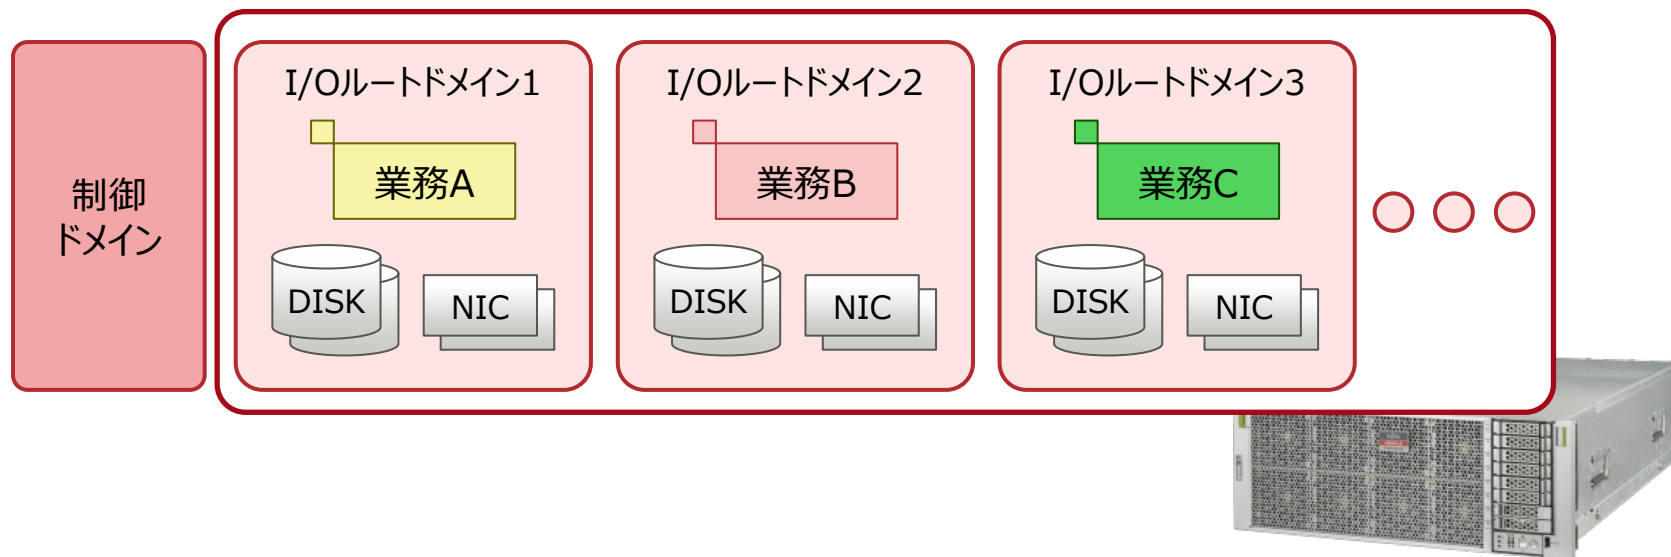 制御
ドメイン
I/Oルートドメイン1
業務A
DISK
NIC
I/Oルートドメイン2
業務B
DISK
NIC
I/Oルートドメイン3
業務C
DISK
NIC